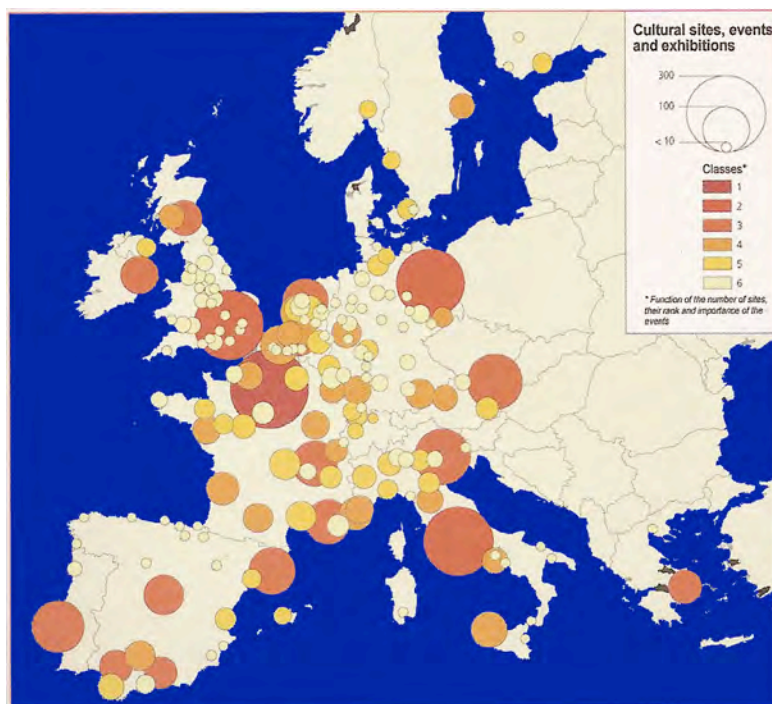 Cultural sites, events
and exhibitions
300
100
< 10
Classes*
1
2
3
4
5
6
* Function of the number of sites,
their rank and importance of the
events